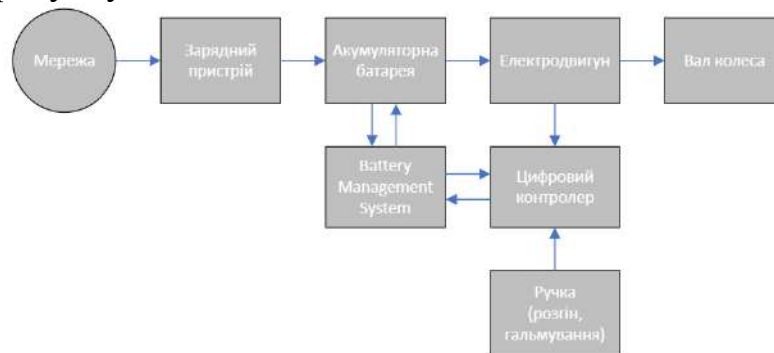 Мережа
Зарядний
пристрій
Акумуляторна
батарея
Електродвигун
Вал колеса
Battery
Management
System
Цифровий
контролер
Ручка
(розгін,
гальмування)